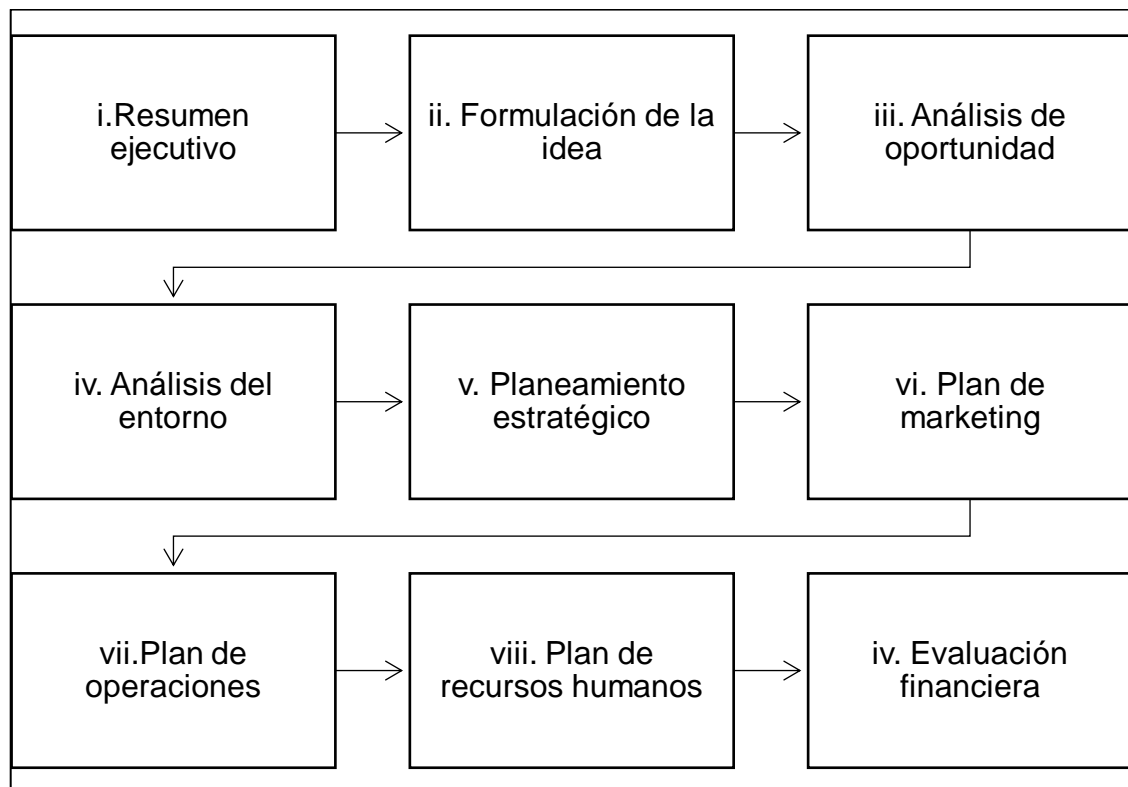 i.Resumen
ejecutivo
ii. Formulación de la
idea
iii. Análisis de
oportunidad
iv. Análisis del
entorno
v. Planeamiento
estratégico
vi. Plan de
marketing
vii.Plan de
operaciones
viii. Plan de
recursos humanos
iv. Evaluación
financiera